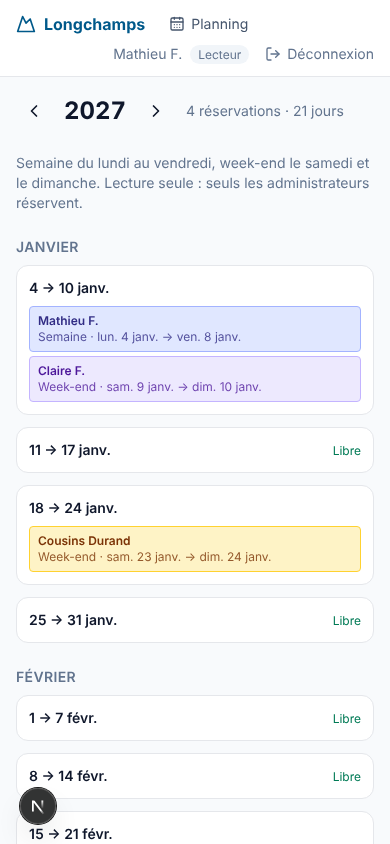 Longchamps
Planning
Mathieu F.
Lecteur
Déconnexion
2027
4 réservations · 21 jours
Semaine du lundi au vendredi, week-end le samedi et
le dimanche. Lecture seule : seuls les administrateurs
réservent.
JANVIER
4 → 10 janv.
Mathieu F.
Semaine · lun. 4 janv. → ven. 8 janv.
Claire F.
Week-end · sam. 9 janv. → dim. 10 janv.
11 → 17 janv.
Libre
18 → 24 janv.
Cousins Durand
Week-end · sam. 23 janv. → dim. 24 janv.
25 → 31 janv.
Libre
FÉVRIER
1 → 7 févr.
Libre
8 → 14 févr.
Libre
N
15 → 21 févr.